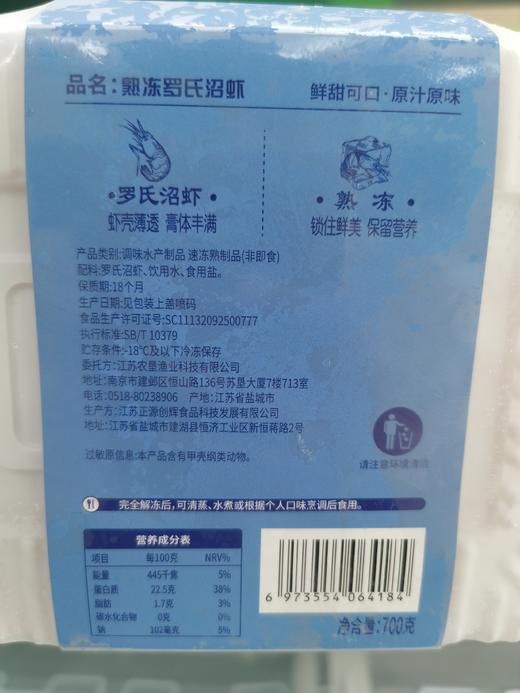 品名:熟冻罗氏沼虾
鲜甜可口·原汁原味
·罗氏沼虾·
虾壳薄透 膏体丰满
·熟冻·
锁住鲜美 保留营养
产品类别:调味水产制品 速冻熟制品(非即食)
配料:罗氏沼虾、饮用水、食用盐。
保质期:18个月
生产日期:见包装上盖喷码
食品生产许可证号:SC11132092500777
执行标准:SB/T 10379
贮存条件:-18℃及以下冷冻保存
委托方:江苏农垦渔业科技有限公司
地址:南京市建邺区恒山路136号苏垦大厦7楼713室
电话:0518-80238906 产地:江苏省盐城市
生产方:江苏正源创辉食品科技发展有限公司
地址:江苏省盐城市建湖县恒济工业区新恒蒋路2号
过敏原信息:本产品含有甲壳纲类动物。
请注意环境清洁
完全解冻后,可清蒸、水煮或根据个人口味烹调后食用。
营养成分表
项目 每100克 NRV%
能量 445千焦 5%
蛋白质 22.5克 38%
脂肪 1.7克 3%
碳水化合物 0克 0%
钠 102毫克 5%
6 973554 064184
净含量:700克